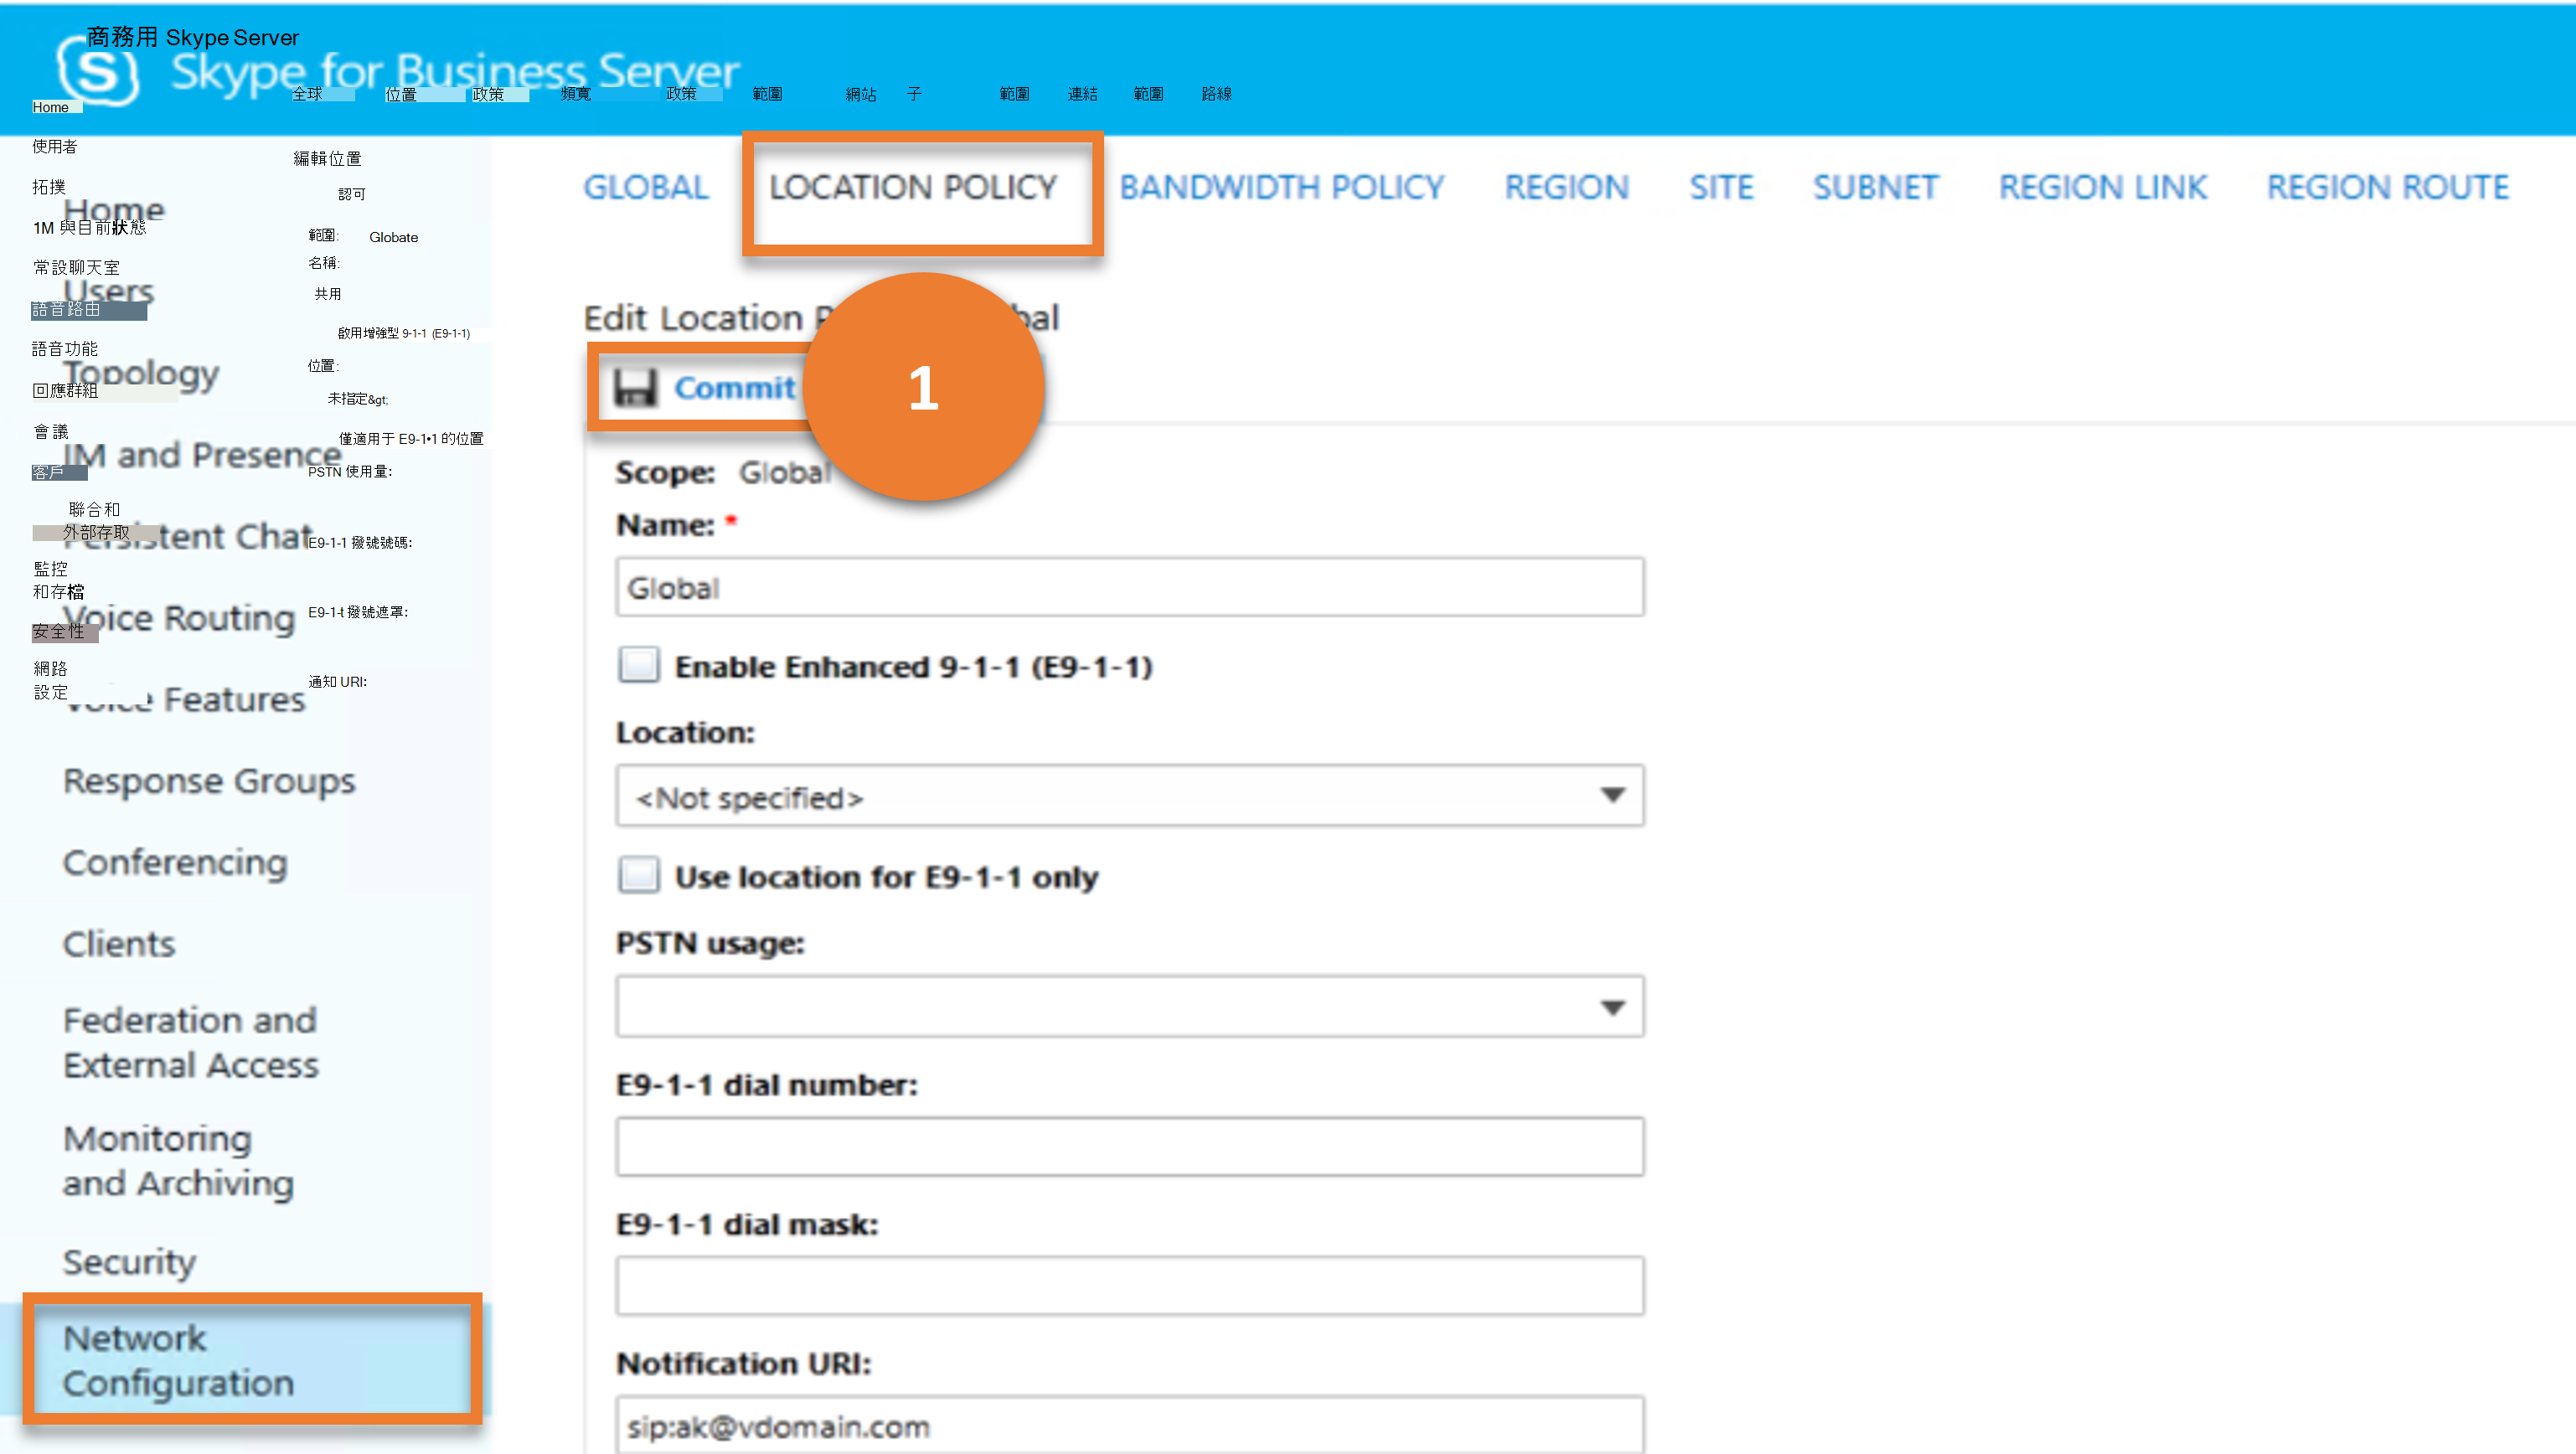 商務用 Skype Server
Skype for Business Server
全球 位置 政策 頻寬 政策 範圍 網站 子 範圍 連結 範圍 路線
Home
使用者
拓撲
Home
1M 與目前狀態
常設聊天室
Users
語音路由
語音功能
Topology
回應群組
會議
IM and Presence
客戶
聯合和
外部存取
Persistent Chat
監控
和存檔
Voice Routing
安全性
網路
設定
Voice Features
Response Groups
Conferencing
Clients
Federation and
External Access
Monitoring
and Archiving
Security
Network
Configuration
編輯位置
認可
範圍: Globate
名稱:
共用
啟用增強型 9-1-1 (E9-1-1)
位置:
未指定&gt;
僅適用于 E9-1•1 的位置
PSTN 使用量:
E9-1-1 撥號號碼:
E9-1-t 撥號遮罩:
通知 URI:
GLOBAL LOCATION POLICY BANDWIDTH POLICY REGION SITE SUBNET REGION LINK REGION ROUTE
Edit Location
Commit
1
Scope: Global
Name: *
Global
Enable Enhanced 9-1-1 (E9-1-1)
Location:
<Not specified>
Use location for E9-1-1 only
PSTN usage:
E9-1-1 dial number:
E9-1-1 dial mask:
Notification URI:
sip:ak@vdomain.com